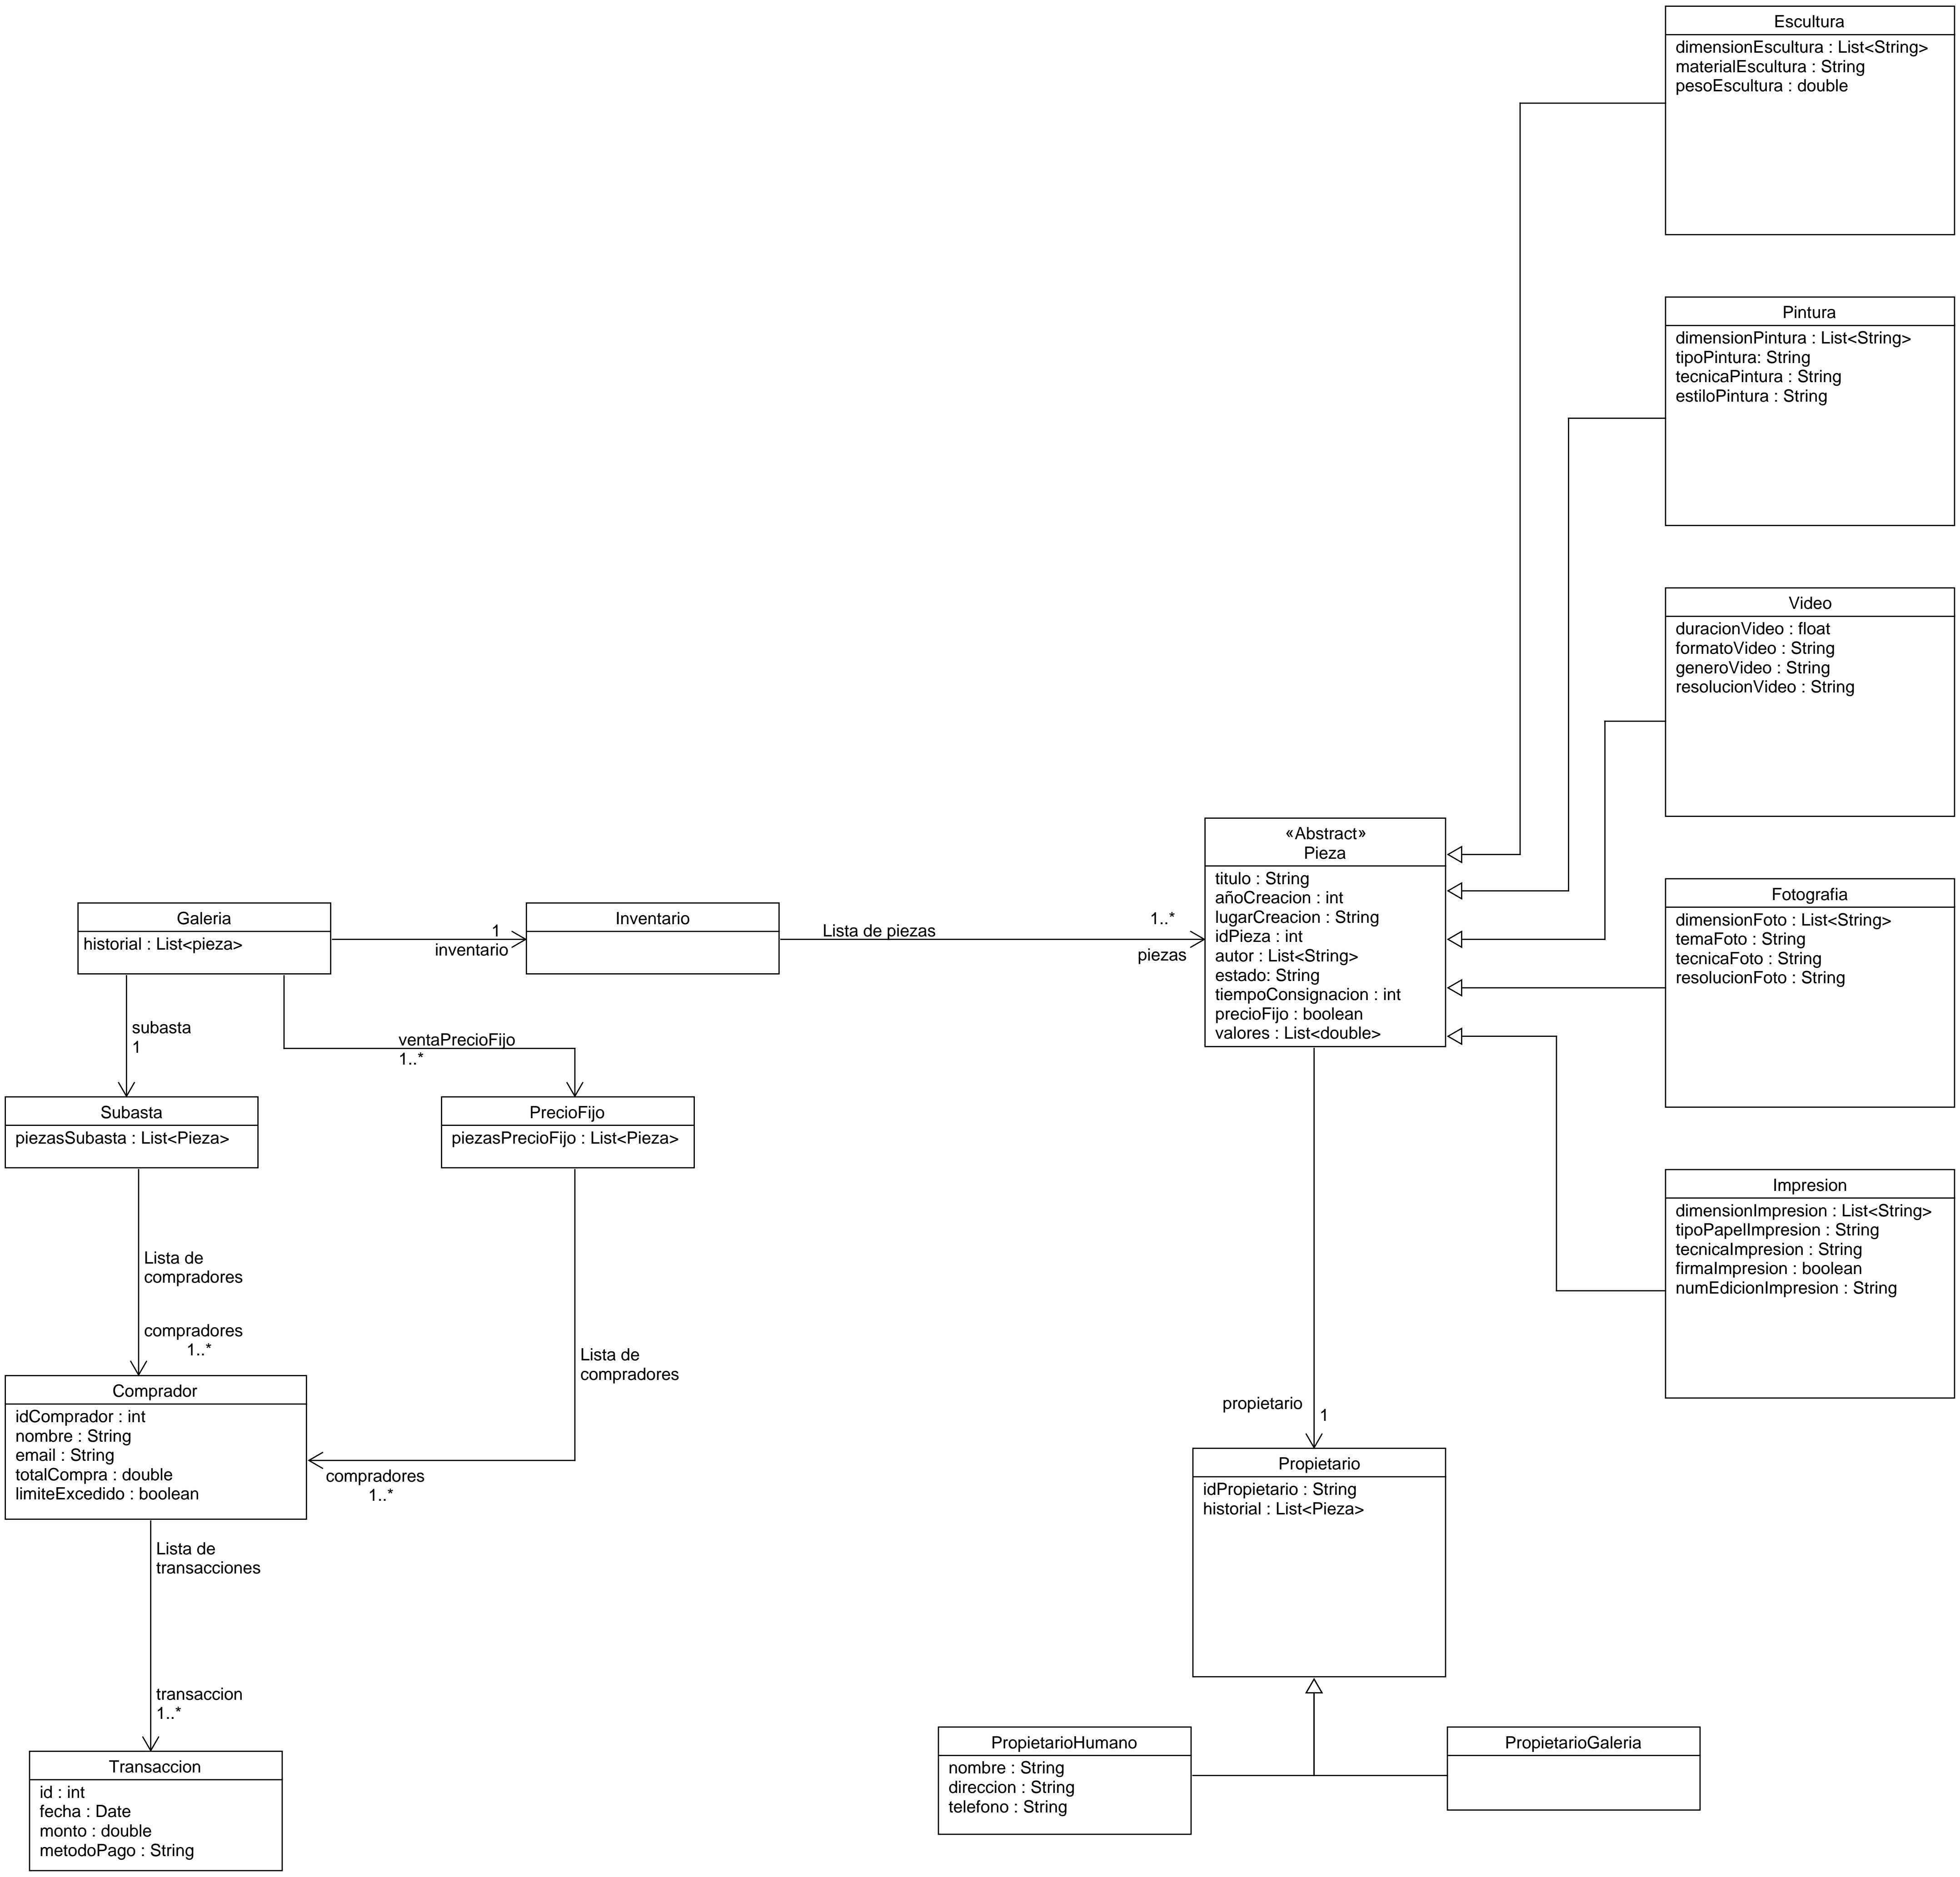 Escultura
dimensionEscultura : List<String>
materialEscultura : String
pesoEscultura : double
Pintura
dimensionPintura : List<String>
tipoPintura: String
tecnicaPintura : String
estiloPintura : String
Video
duracionVideo : float
formatoVideo : String
generoVideo : String
resolucionVideo : String
«Abstract»
Pieza
titulo : String
añoCreacion : int
lugarCreacion : String
idPieza : int
autor : List<String>
estado: String
tiempoConsignacion : int
precioFijo : boolean
valores : List<double>
Fotografia
dimensionFoto : List<String>
temaFoto : String
tecnicaFoto : String
resolucionFoto : String
Galeria
historial : List<pieza>
1
inventario
Inventario
Lista de piezas
1..*
piezas
subasta
1
ventaPrecioFijo
1..*
Subasta
piezasSubasta : List<Pieza>
PrecioFijo
piezasPrecioFijo : List<Pieza>
Impresion
dimensionImpresion : List<String>
tipoPapelImpresion : String
tecnicaImpresion : String
firmaImpresion : boolean
numEdicionImpresion : String
Lista de
compradores
compradores
1..*
Lista de
compradores
compradores
1..*
Comprador
idComprador : int
nombre : String
email : String
totalCompra : double
limiteExcedido : boolean
propietario
1
Propietario
idPropietario : String
historial : List<Pieza>
Lista de
transacciones
transaccion
1..*
Transaccion
id : int
fecha : Date
monto : double
metodoPago : String
PropietarioHumano
nombre : String
direccion : String
telefono : String
PropietarioGaleria